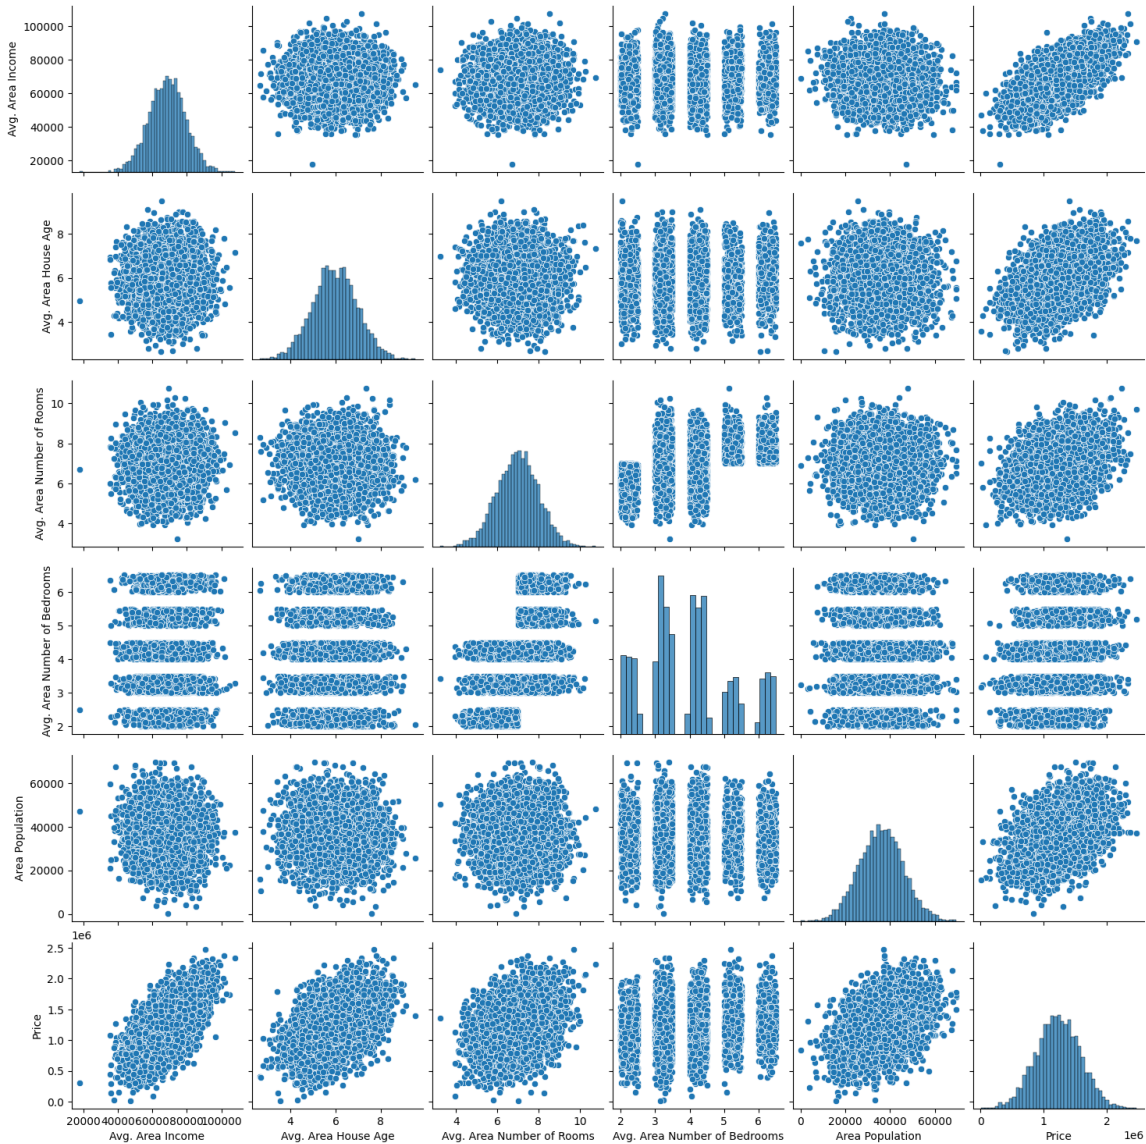 100000
80000
60000
40000
20000
Avg. Area Income
8
6
4
Avg. Area House Age
10
8
6
4
Avg. Area Number of Rooms
6
5
4
3
2
Avg. Area Number of Bedrooms
60000
40000
20000
0
Area Population
1e6
2.5
2.0
1.5
1.0
0.5
0.0
Price
20000 40000 60000 80000 100000
4 6 8
4 6 8 10
2 3 4 5 6
0 20000 40000 60000
0 1 2
1e6
Avg. Area Income
Avg. Area House Age
Avg. Area Number of Rooms
Avg. Area Number of Bedrooms
Area Population
Price